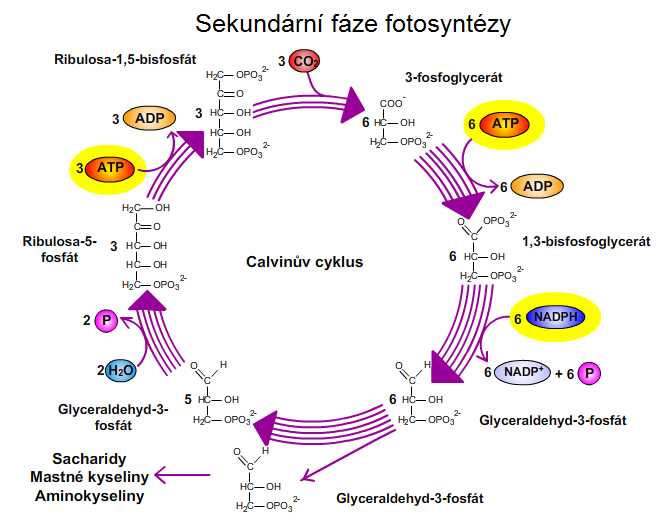 Sekundární fáze fotosyntézy
Ribulosa-1,5-bisfosfát
3 CO2
H2C—OPO3 2-
C=O
3 HC—OH
HC—OH
H2C—OPO3 2-
3-fosfoglycerát
COO-
6 HC—OH
H2C—OPO3 2-
6 ATP
6 ADP
3 ADP
3 ATP
O OPO3 2-
C
6 HC—OH
H2C—OPO3 2-
1,3-bisfosfoglycerát
H2C—OH
C=O
Ribulosa-5-
fosfát
3 HC—OH
HC—OH
H2C—OPO3 2-
Calvinův cyklus
6 NADPH
6 NADP+ + 6 P
2 P
2 H2O
O H
C
5 HC—OH
H2C—OPO3 2-
Glyceraldehyd-3-
fosfát
O H
C
6 HC—OH
H2C—OPO3 2-
Glyceraldehyd-3-fosfát
Sacharidy
Mastné kyseliny
Aminokyseliny
O H
C
HC—OH
H2C—OPO3 2-
Glyceraldehyd-3-fosfát